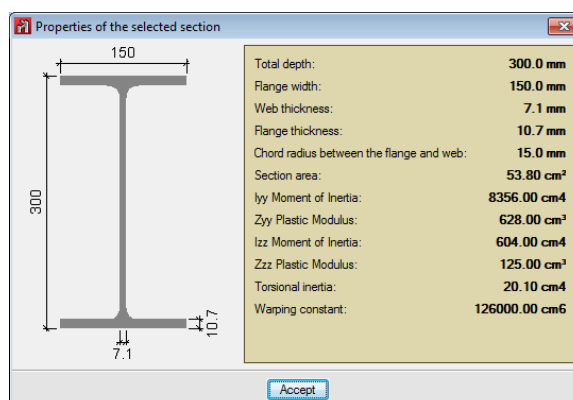 Properties of the selected section
150
300
10.7
7.1
Total depth: 300.0 mm
Flange width: 150.0 mm
Web thickness: 7.1 mm
Flange thickness: 10.7 mm
Chord radius between the flange and web: 15.0 mm
Section area: 53.80 cm²
Iyy Moment of Inertia: 8356.00 cm4
Zyy Plastic Modulus: 628.00 cm³
Izz Moment of Inertia: 604.00 cm4
Zzz Plastic Modulus: 125.00 cm³
Torsional inertia: 20.10 cm4
Warping constant: 126000.00 cm6
Accept